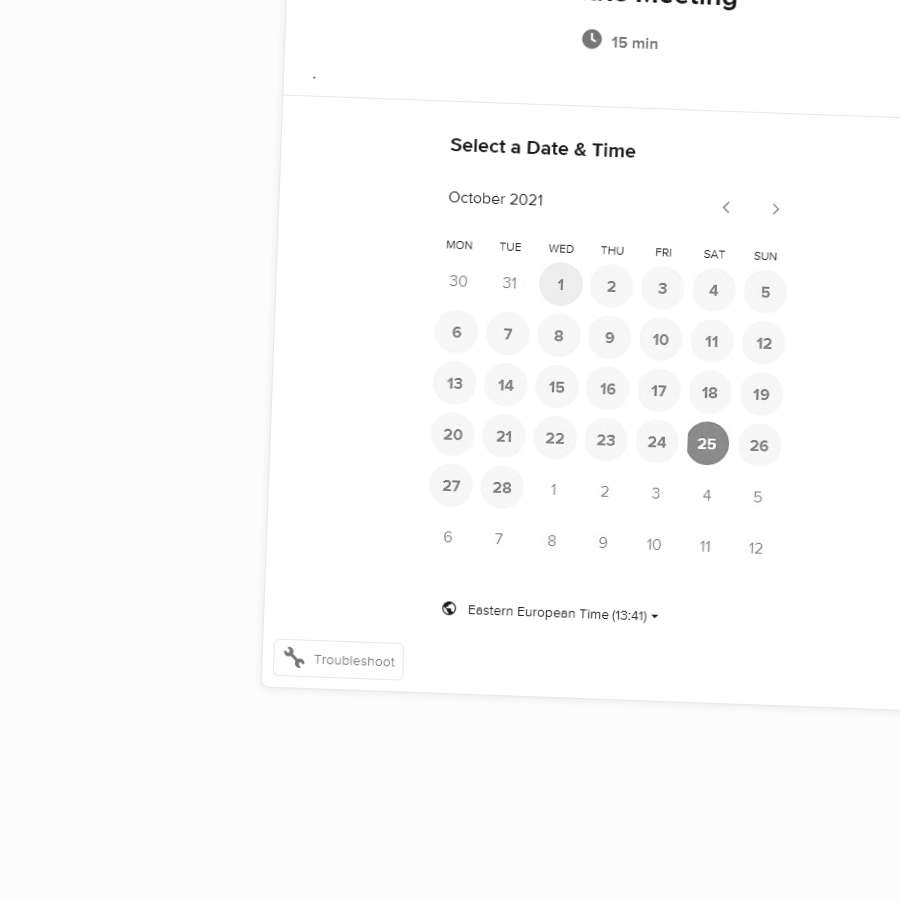 Meeting
15 min
.
Select a Date & Time
October 2021
MON TUE WED THU FRI SAT SUN
30 31 1 2 3 4 5
6 7 8 9 10 11 12
13 14 15 16 17 18 19
20 21 22 23 24 25 26
27 28 1 2 3 4 5
6 7 8 9 10 11 12
Eastern European Time (13:41)
Troubleshoot